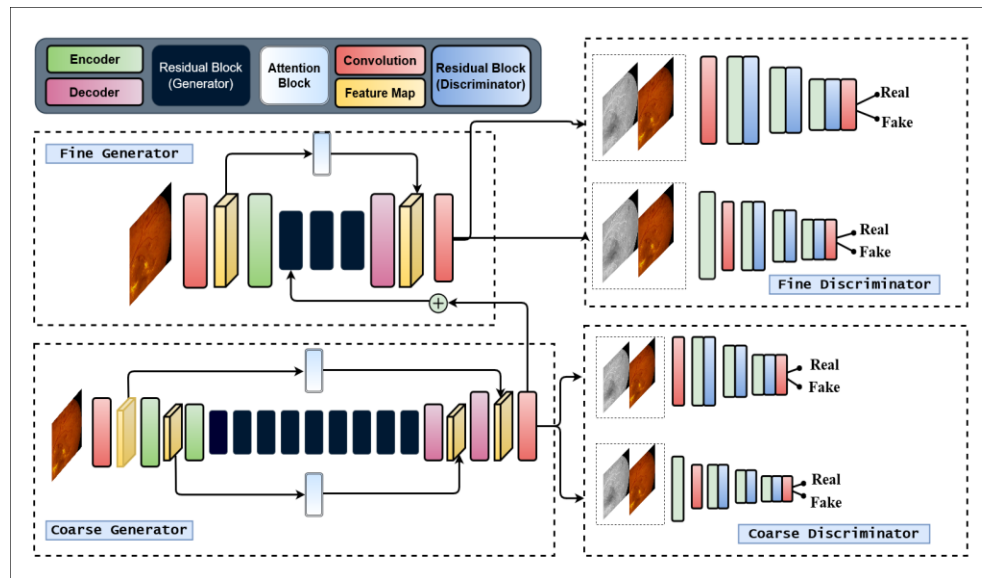 Encoder
Decoder
Residual Block
(Generator)
Attention
Block
Convolution
Feature Map
Residual Block
(Discriminator)
Fine Generator
Real
Fake
Real
Fake
Fine Discriminator
+
Coarse Generator
Real
Fake
Real
Fake
Coarse Discriminator